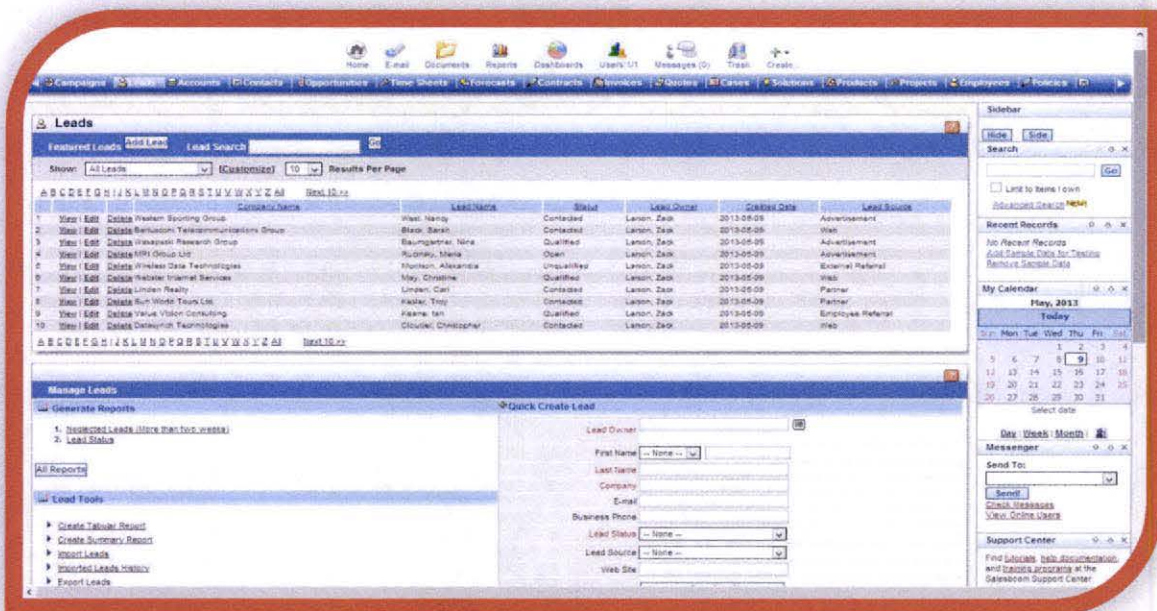 Home E-mail Documents Reports Dashboards Users: 1/1 Messages (0) Trash Create...
Campaigns Leads Accounts Contacts Opportunities Time Sheets Forecasts Contracts Invoices Quotes Cases Solutions Products Projects Employees Policies
Leads
Featured Leads Add Lead Lead Search Go
Show: All Leads [Customize] 10 Results Per Page
A B C D E F G H I J K L M N O P Q R S T U V W X Y Z All Next 10 >>
Company Name Lead Name Status Lead Owner Created Date Lead Source
1 View | Edit Delete Western Sporting Group West, Nancy Contacted Larson, Zack 2013-05-09 Advertisement
2 View | Edit Delete Telecommunications Group Black, Sarah Contacted Larson, Zack 2013-05-09 Web
3 View | Edit Delete Research Group Baumgartner, Nina Qualified Larson, Zack 2013-05-09 Advertisement
4 View | Edit Delete MRI Group Ltd Maria Open Larson, Zack 2013-05-09 Advertisement
5 View | Edit Delete Wireless Data Technologies Morrison, Alexandra Unqualified Larson, Zack 2013-05-09 External Referral
6 View | Edit Delete Webster Internet Services May, Christine Qualified Larson, Zack 2013-05-09 Web
7 View | Edit Delete Linden Realty Linden, Carl Contacted Larson, Zack 2013-05-09 Partner
8 View | Edit Delete Sun World Tours Ltd. Troy Contacted Larson, Zack 2013-05-09 Partner
9 View | Edit Delete Value Vision Consulting Keane, Ian Qualified Larson, Zack 2013-05-09 Employee Referral
10 View | Edit Delete Datasynch Technologies Cloutier, Christopher Contacted Larson, Zack 2013-05-09 Web
A B C D E F G H I J K L M N O P Q R S T U V W X Y Z All Next 10 >>
Manage Leads
Generate Reports
1. Neglected Leads (More than two weeks)
2. Lead Status
All Reports
Lead Tools
Create Tabular Report
Create Summary Report
Import Leads
Imported Leads History
Export Leads
Quick Create Lead
Lead Owner
First Name -- None --
Last Name
Company
E-mail
Business Phone
Lead Status -- None --
Lead Source -- None --
Web Site
Sidebar
Hide Side
Search
Go
Limit to items I own
Advanced Search New!
Recent Records
No Recent Records
Add Sample Data for Testing
Remove Sample Data
My Calendar
May, 2013
Today
Sun Mon Tue Wed Thu Fri Sat
1 2 3 4
5 6 7 8 9 10 11
12 13 14 15 16 17 18
19 20 21 22 23 24 25
26 27 28 29 30 31
Select date
Day | Week | Month |
Messenger
Send To:
Send!
Check Messages
View Online Users
Support Center
Find tutorials, help documentation,
and training programs at the
Salesboom Support Center